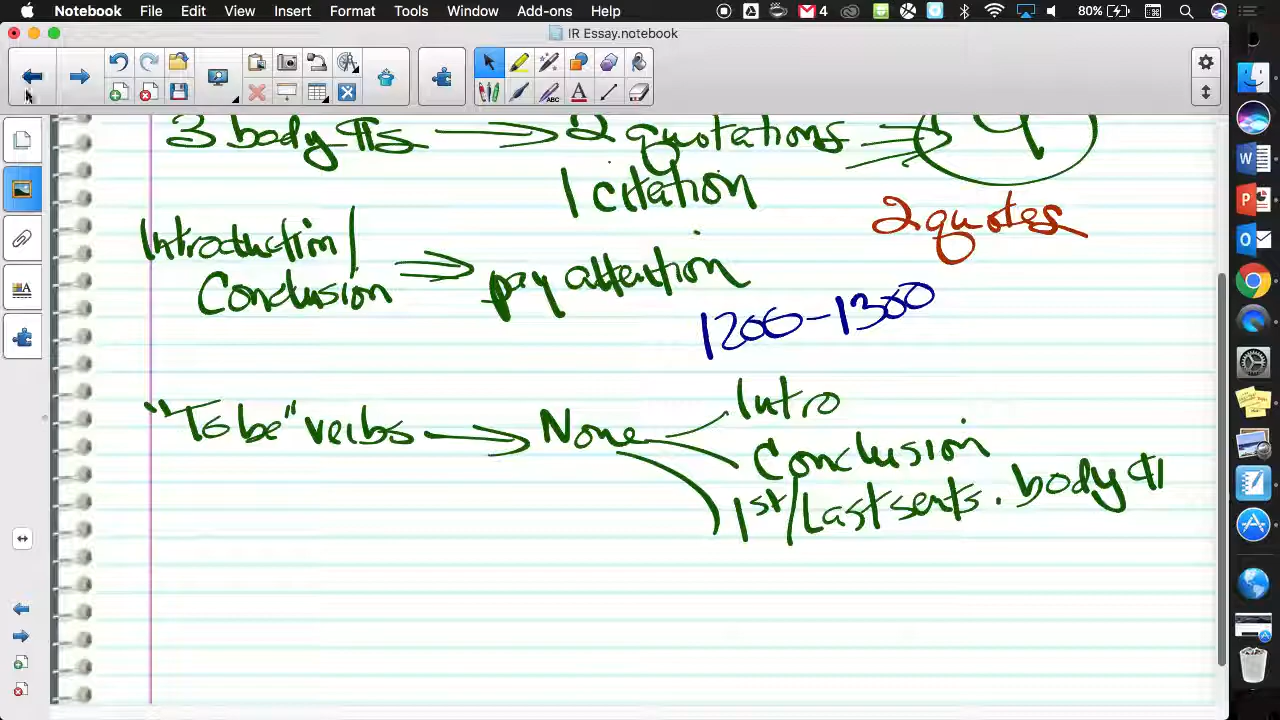 Notebook File Edit View Insert Format Tools Window Add-ons Help 4 80%
IR Essay.notebook
3 body ¶s 2 quotations 9
1 citation
2 quotes
Introduction/
Conclusion pay attention
1200-1300
"To be" verbs None Intro
Conclusion
1st/Last sents. body ¶